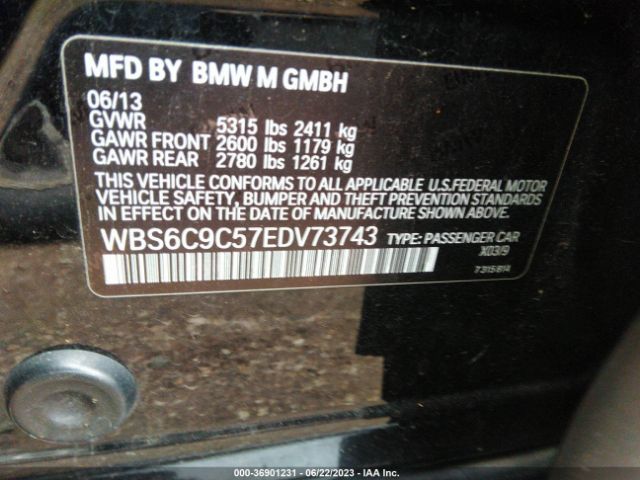 MFD BY BMW M GMBH
06/13
GVWR 5315 lbs 2411 kg
GAWR FRONT 2600 lbs 1179 kg
GAWR REAR 2780 lbs 1261 kg
THIS VEHICLE CONFORMS TO ALL APPLICABLE U.S.FEDERAL MOTOR
VEHICLE SAFETY, BUMPER AND THEFT PREVENTION STANDARDS
IN EFFECT ON THE DATE OF MANUFACTURE SHOWN ABOVE.
WBS6C9C57EDV73743 TYPE: PASSENGER CAR
X03/9
7 315 814
000-36901231 - 06/22/2023 - IAA Inc.